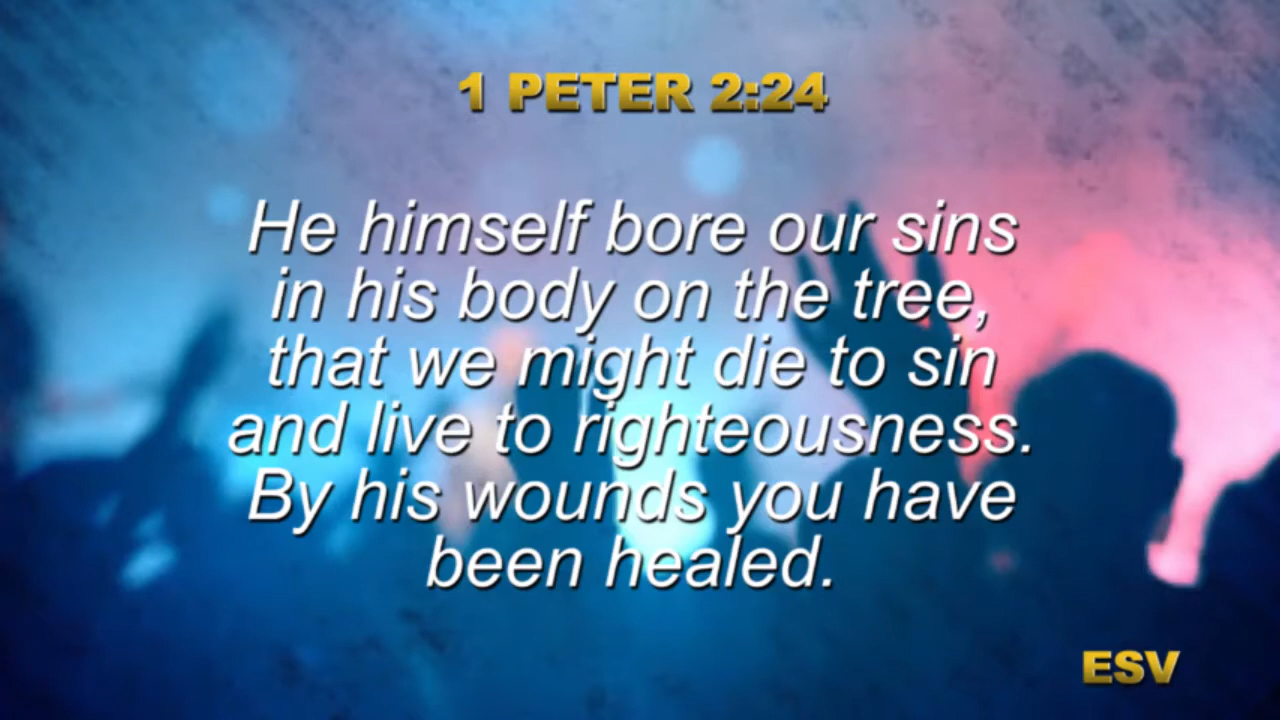 1 PETER 2:24
He himself bore our sins
in his body on the tree,
that we might die to sin
and live to righteousness.
By his wounds you have
been healed.
ESV